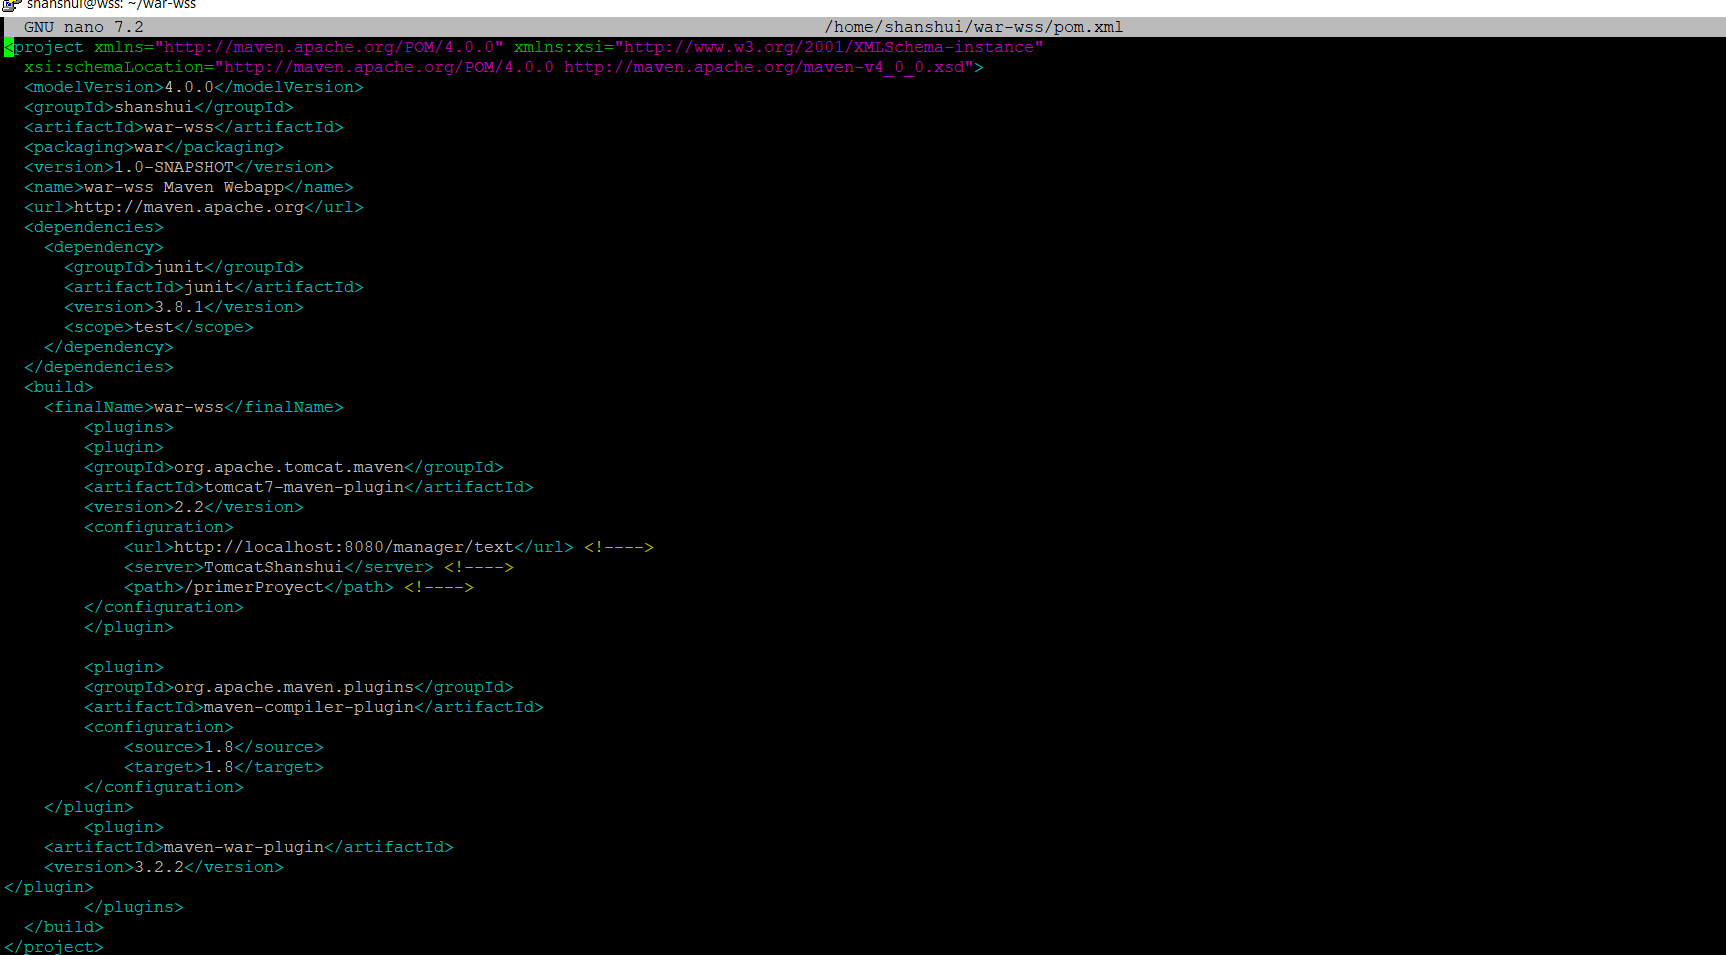 shanshui@wss: ~/war-wss
GNU nano 7.2 /home/shanshui/war-wss/pom.xml
<project xmlns="http://maven.apache.org/POM/4.0.0" xmlns:xsi="http://www.w3.org/2001/XMLSchema-instance"
  xsi:schemaLocation="http://maven.apache.org/POM/4.0.0 http://maven.apache.org/maven-v4_0_0.xsd">
  <modelVersion>4.0.0</modelVersion>
  <groupId>shanshui</groupId>
  <artifactId>war-wss</artifactId>
  <packaging>war</packaging>
  <version>1.0-SNAPSHOT</version>
  <name>war-wss Maven Webapp</name>
  <url>http://maven.apache.org</url>
  <dependencies>
    <dependency>
      <groupId>junit</groupId>
      <artifactId>junit</artifactId>
      <version>3.8.1</version>
      <scope>test</scope>
    </dependency>
  </dependencies>
  <build>
    <finalName>war-wss</finalName>
        <plugins>
        <plugin>
        <groupId>org.apache.tomcat.maven</groupId>
        <artifactId>tomcat7-maven-plugin</artifactId>
        <version>2.2</version>
        <configuration>
            <url>http://localhost:8080/manager/text</url> <!---->
            <server>TomcatShanshui</server> <!---->
            <path>/primerProyect</path> <!---->
        </configuration>
        </plugin>

        <plugin>
        <groupId>org.apache.maven.plugins</groupId>
        <artifactId>maven-compiler-plugin</artifactId>
        <configuration>
            <source>1.8</source>
            <target>1.8</target>
        </configuration>
    </plugin>
        <plugin>
    <artifactId>maven-war-plugin</artifactId>
    <version>3.2.2</version>
</plugin>
        </plugins>
  </build>
</project>